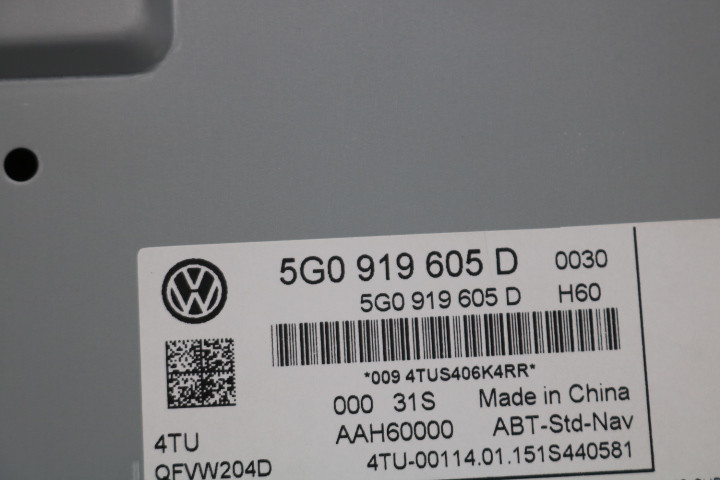 5G0 919 605 D 0030
5G0 919 605 D H60
*009 4TUS406K4RR*
000 31S Made in China
4TU AAH60000 ABT-Std-Nav
QFVW204D 4TU-00114.01.151S440581